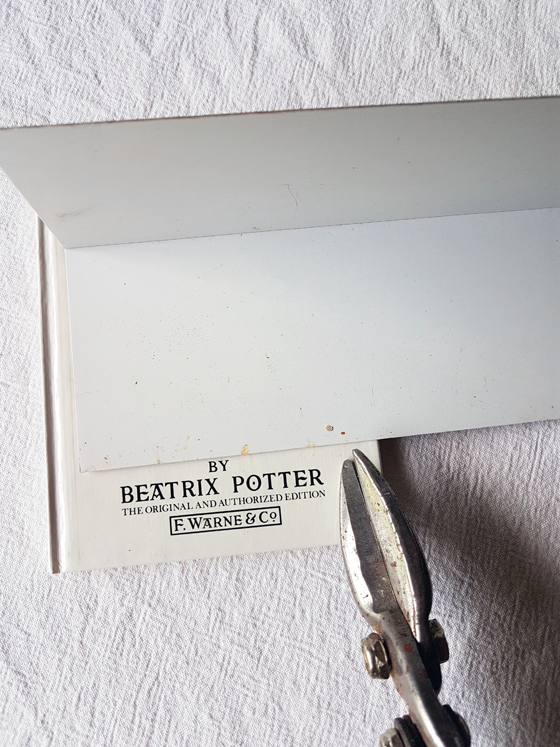 BY
BEATRIX POTTER
THE ORIGINAL AND AUTHORIZED EDITION
F. WARNE & Co